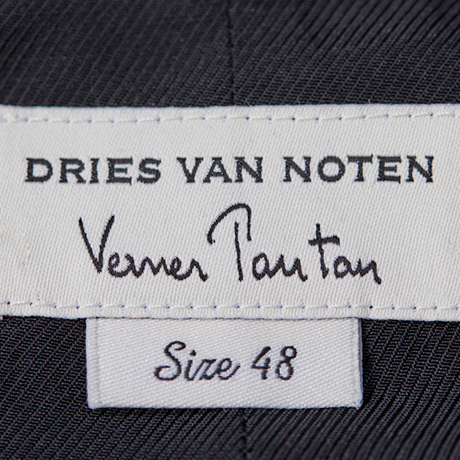 DRIES VAN NOTEN
Verner Panton
Size 48